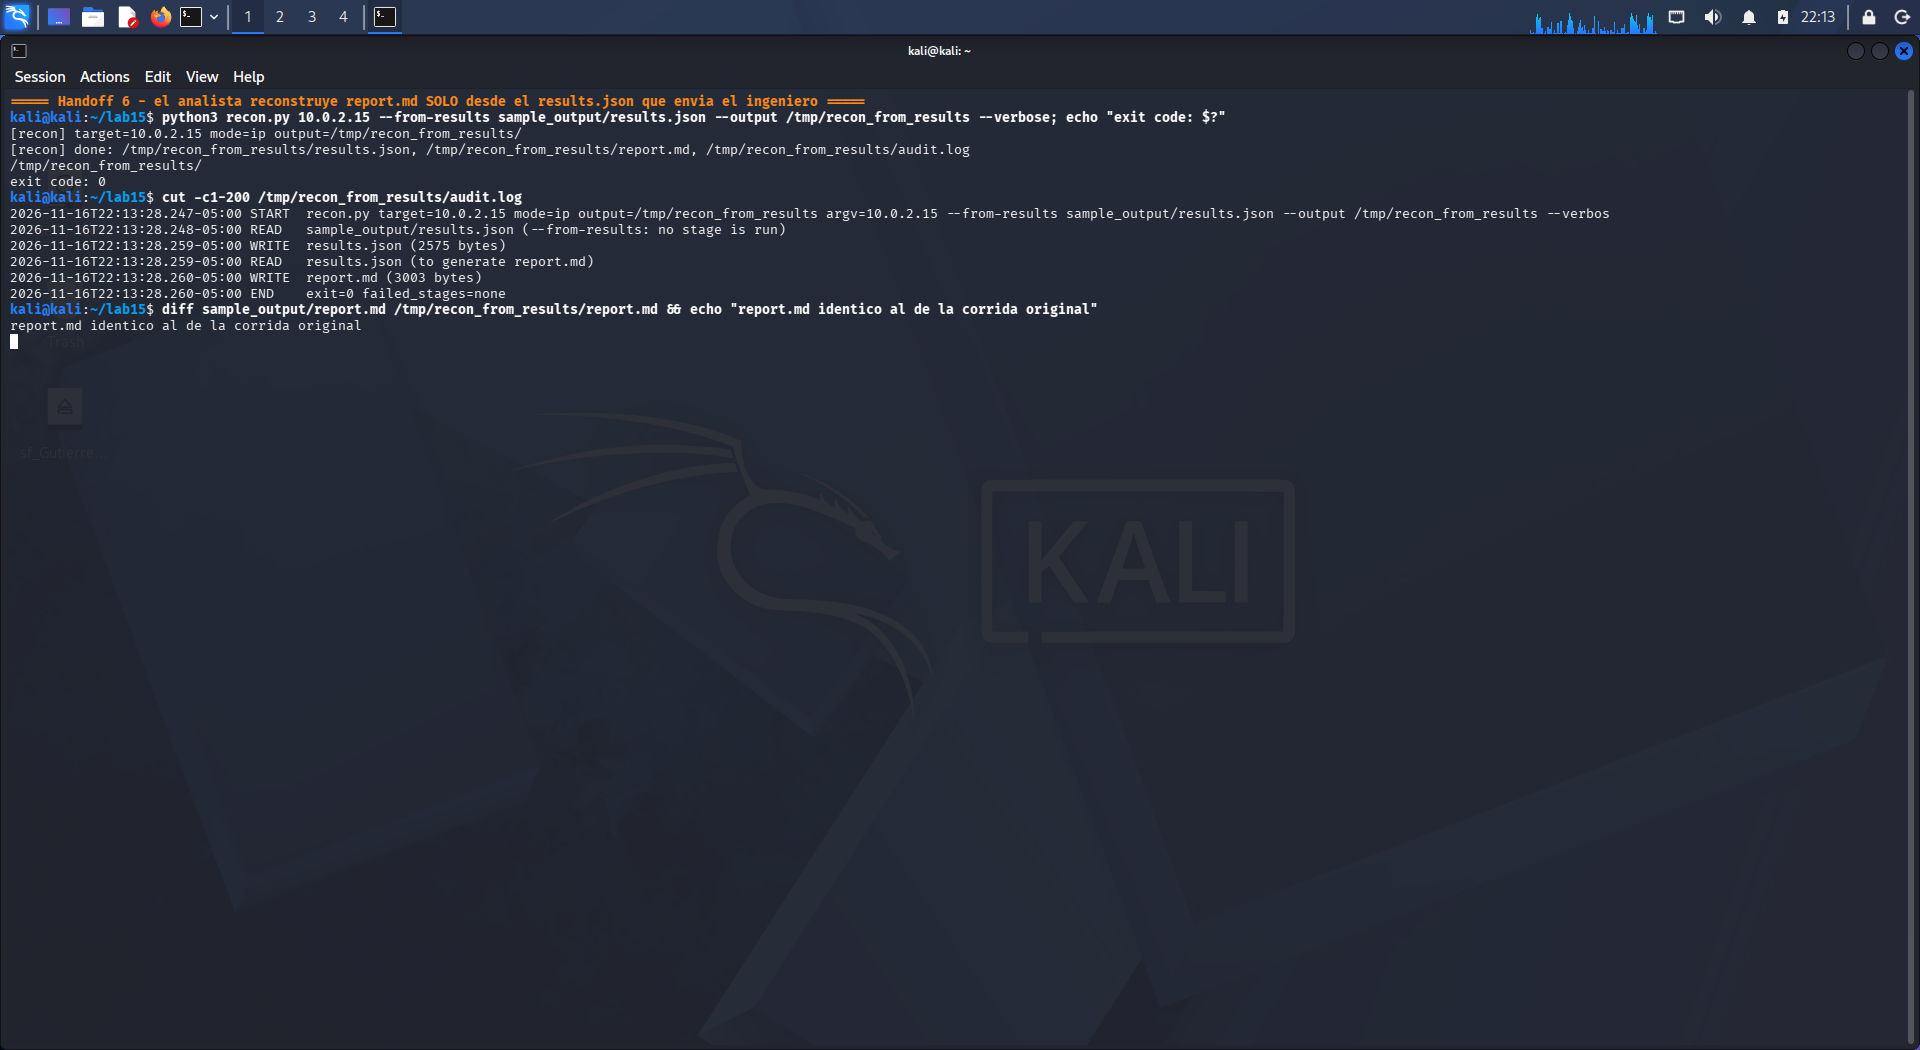 1 2 3 4 22:13
kali@kali: ~
Session Actions Edit View Help
===== Handoff 6 - el analista reconstruye report.md SOLO desde el results.json que envia el ingeniero =====
kali@kali:~/lab15$ python3 recon.py 10.0.2.15 --from-results sample_output/results.json --output /tmp/recon_from_results --verbose; echo "exit code: $?"
[recon] target=10.0.2.15 mode=ip output=/tmp/recon_from_results/
[recon] done: /tmp/recon_from_results/results.json, /tmp/recon_from_results/report.md, /tmp/recon_from_results/audit.log
/tmp/recon_from_results/
exit code: 0
kali@kali:~/lab15$ cut -c1-200 /tmp/recon_from_results/audit.log
2026-11-16T22:13:28.247-05:00 START  recon.py target=10.0.2.15 mode=ip output=/tmp/recon_from_results argv=10.0.2.15 --from-results sample_output/results.json --output /tmp/recon_from_results --verbos
2026-11-16T22:13:28.248-05:00 READ   sample_output/results.json (--from-results: no stage is run)
2026-11-16T22:13:28.259-05:00 WRITE  results.json (2575 bytes)
2026-11-16T22:13:28.259-05:00 READ   results.json (to generate report.md)
2026-11-16T22:13:28.260-05:00 WRITE  report.md (3003 bytes)
2026-11-16T22:13:28.260-05:00 END    exit=0 failed_stages=none
kali@kali:~/lab15$ diff sample_output/report.md /tmp/recon_from_results/report.md && echo "report.md identico al de la corrida original"
report.md identico al de la corrida original
Trash
sf_Gutierre...
KALI